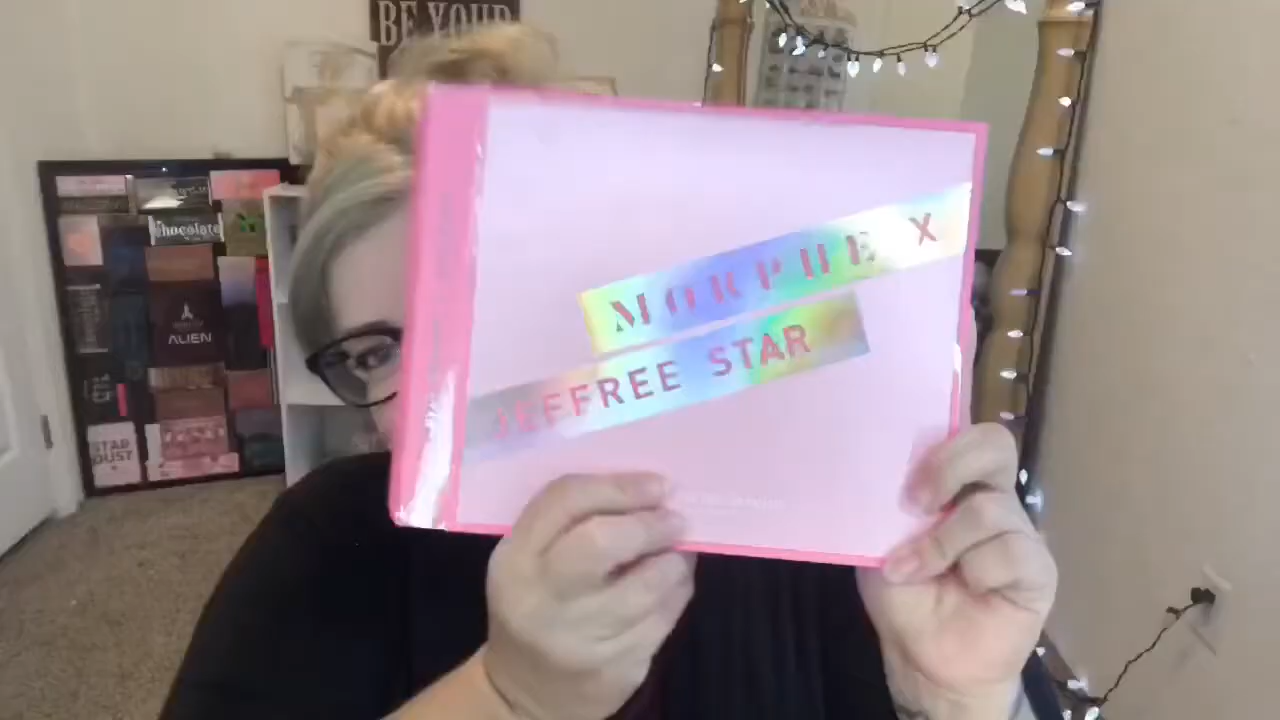 BE YOUR
MORPHE X
JEFFREE STAR
Chocolate
ALIEN
STAR
DUST